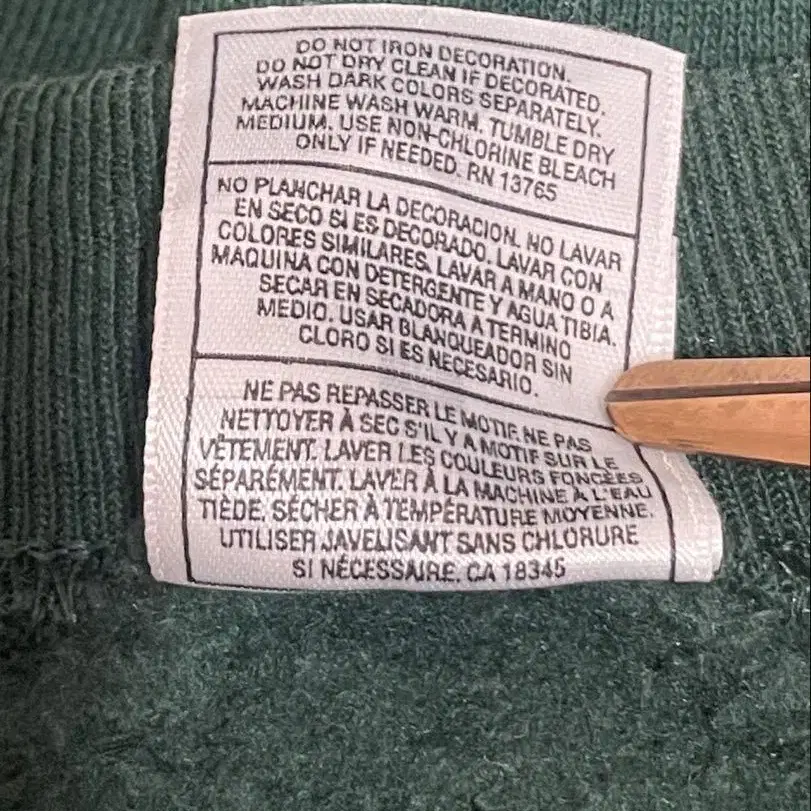 DO NOT IRON DECORATION.
DO NOT DRY CLEAN IF DECORATED.
WASH DARK COLORS SEPARATELY.
MACHINE WASH WARM. TUMBLE DRY
MEDIUM. USE NON-CHLORINE BLEACH
ONLY IF NEEDED. RN 13765
NO PLANCHAR LA DECORACION. NO LAVAR
EN SECO SI ES DECORADO. LAVAR CON
COLORES SIMILARES. LAVAR A MANO O A
MAQUINA CON DETERGENTE Y AGUA TIBIA.
SECAR EN SECADORA A TERMINO
MEDIO. USAR BLANQUEADOR SIN
CLORO SI ES NECESARIO.
NE PAS REPASSER LE MOTIF. NE PAS
NETTOYER À SEC S'IL Y A MOTIF SUR LE
VÊTEMENT. LAVER LES COULEURS FONCÉES
SÉPARÉMENT. LAVER À LA MACHINE À L'EAU
TIÈDE. SÉCHER À TEMPÉRATURE MOYENNE.
UTILISER JAVELISANT SANS CHLORURE
SI NÉCESSAIRE. CA 18345